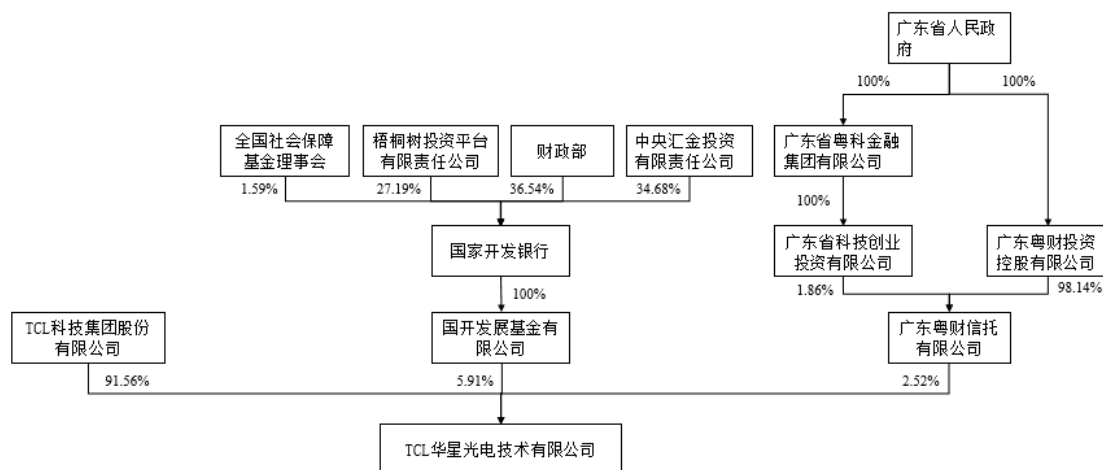 广东省人民政
府
100%
100%
全国社会保障
基金理事会
梧桐树投资平台
有限责任公司
财政部
中央汇金投资
有限责任公司
广东省粤科金融
集团有限公司
1.59%
27.19%
36.54%
34.68%
100%
国家开发银行
广东省科技创业
投资有限公司
广东粤财投资
控股有限公司
100%
1.86%
98.14%
TCL科技集团股份
有限公司
国开发展基金有
限公司
广东粤财信托
有限公司
91.56%
5.91%
2.52%
TCL华星光电技术有限公司